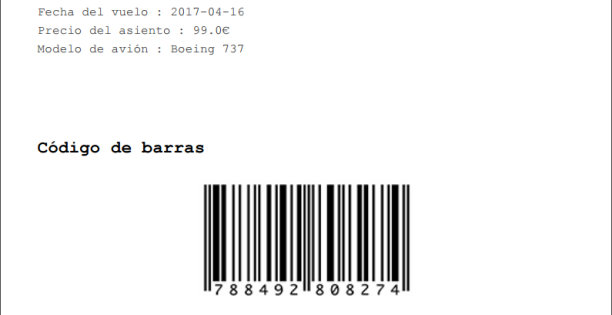 Fecha del vuelo : 2017-04-16
Precio del asiento : 99.0€
Modelo de avión : Boeing 737
Código de barras
788492 808274